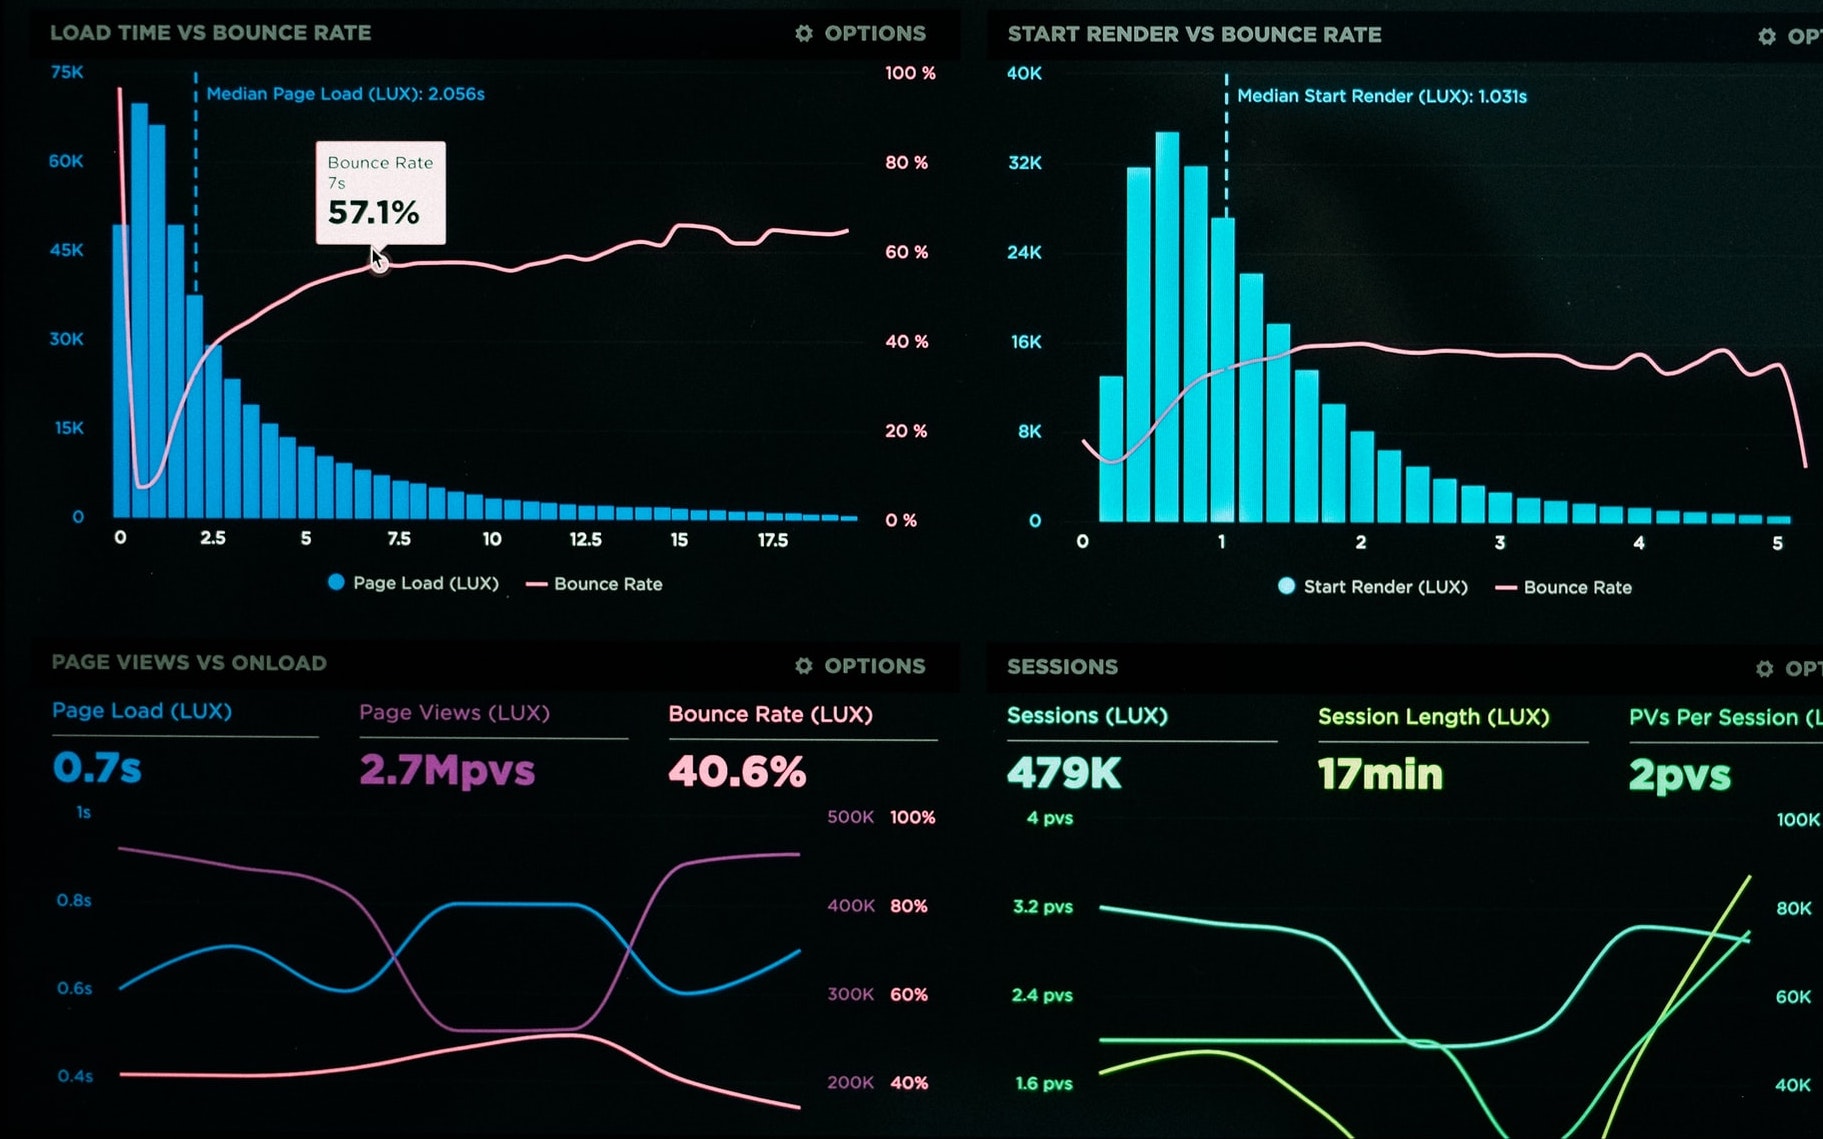 LOAD TIME VS BOUNCE RATE
OPTIONS
75K
100 %
Median Page Load (LUX): 2.056s
60K
80 %
Bounce Rate
7s
57.1%
45K
60 %
30K
40 %
15K
20 %
0
0 %
0 2.5 5 7.5 10 12.5 15 17.5
Page Load (LUX) Bounce Rate
START RENDER VS BOUNCE RATE
OPT
40K
Median Start Render (LUX): 1.031s
32K
24K
16K
8K
0
0 1 2 3 4 5
Start Render (LUX) Bounce Rate
PAGE VIEWS VS ONLOAD
OPTIONS
Page Load (LUX) Page Views (LUX) Bounce Rate (LUX)
0.7s 2.7Mpvs 40.6%
1s 500K 100%
0.8s 400K 80%
0.6s 300K 60%
0.4s 200K 40%
SESSIONS
OPT
Sessions (LUX) Session Length (LUX) PVs Per Session (L
479K 17min 2pvs
4 pvs 100K
3.2 pvs 80K
2.4 pvs 60K
1.6 pvs 40K